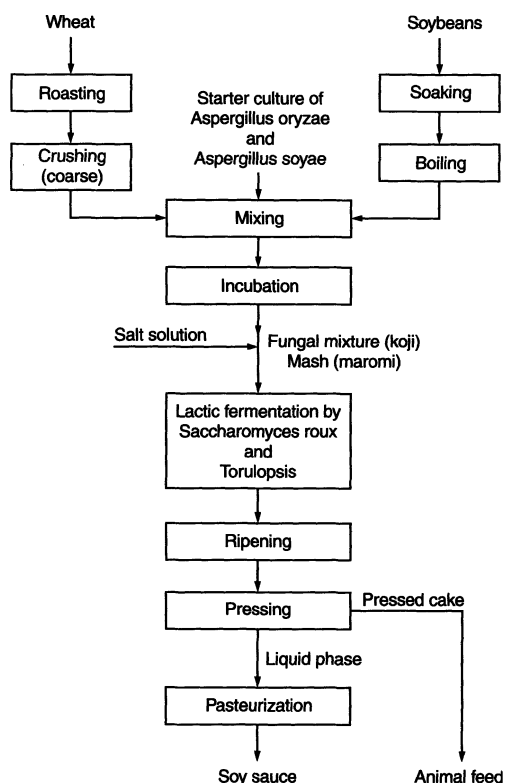 Wheat
Soybeans
Roasting
Soaking
Starter culture of
Aspergillus oryzae
and
Aspergillus soyae
Crushing
(coarse)
Boiling
Mixing
Incubation
Salt solution
Fungal mixture (koji)
Mash (maromi)
Lactic fermentation by
Saccharomyces roux
and
Torulopsis
Ripening
Pressing
Pressed cake
Liquid phase
Pasteurization
Soy sauce
Animal feed